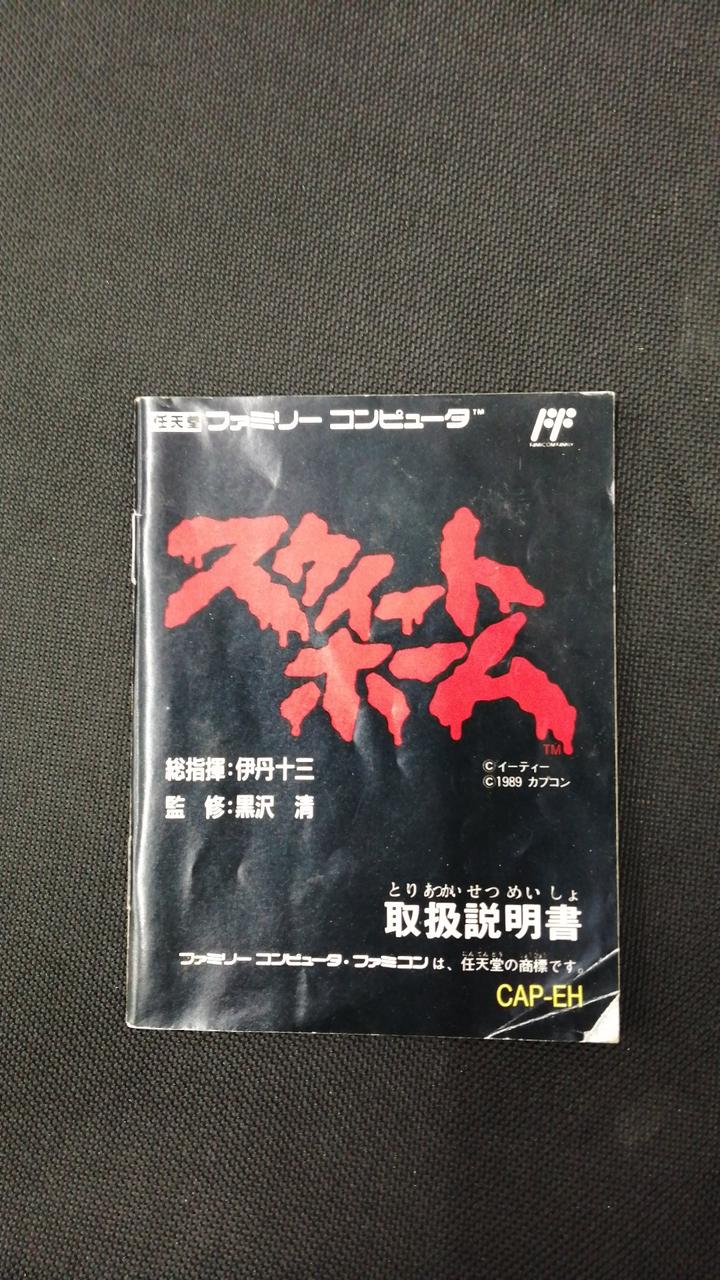 任天堂 ファミリー コンピュータ™
FAMICOM FAMILY
スウィート
ホーム
TM
総指揮:伊丹十三
監　修:黒沢　清
©イーティー
©1989 カプコン
とりあつかいせつめいしょ
取扱説明書
ファミリー コンピュータ・ファミコンは、任天堂の商標です。
CAP-EH